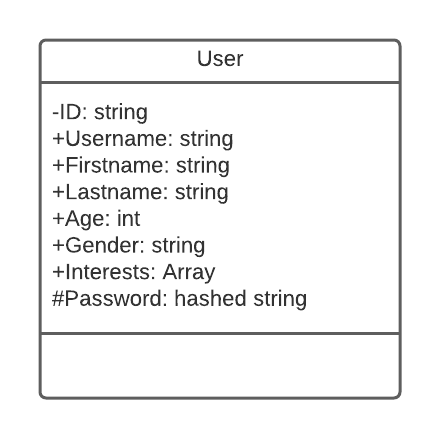 User
-ID: string
+Username: string
+Firstname: string
+Lastname: string
+Age: int
+Gender: string
+Interests: Array
#Password: hashed string